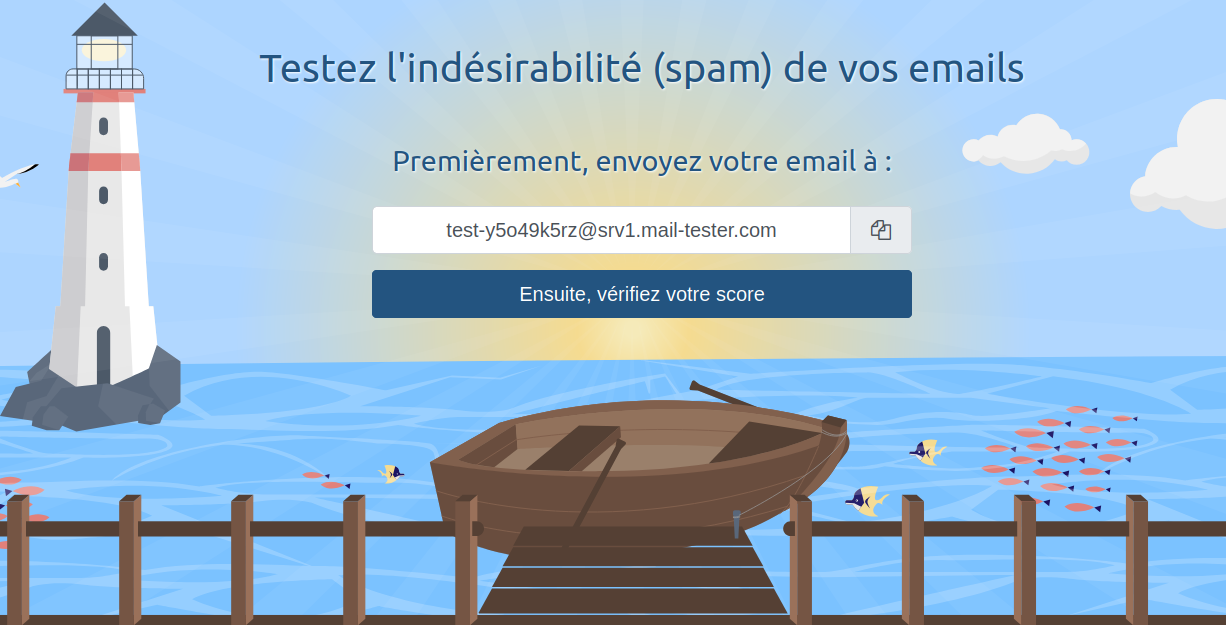 Testez l'indésirabilité (spam) de vos emails
Premièrement, envoyez votre email à :
test-y5o49k5rz@srv1.mail-tester.com
Ensuite, vérifiez votre score